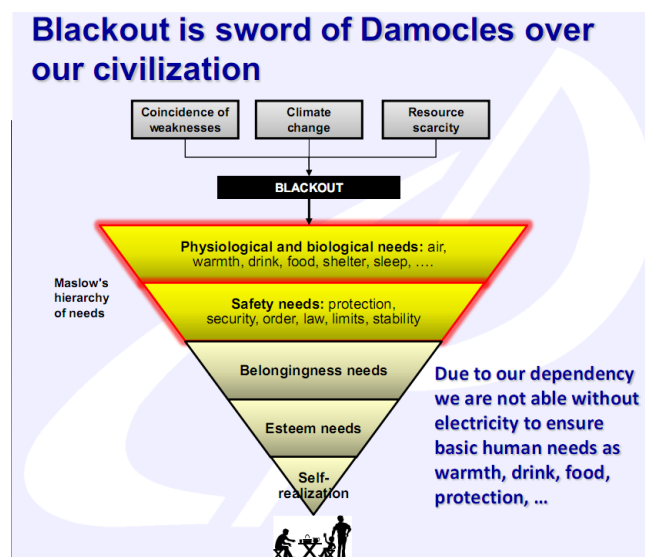 Blackout is sword of Damocles over
our civilization
Coincidence of
weaknesses
Climate
change
Resource
scarcity
BLACKOUT
Physiological and biological needs: air,
warmth, drink, food, shelter, sleep, ....
Maslow's
hierarchy
of needs
Safety needs: protection,
security, order, law, limits, stability
Belongingness needs
Esteem needs
Self-
realization
Due to our dependency
we are not able without
electricity to ensure
basic human needs as
warmth, drink, food,
protection, ...